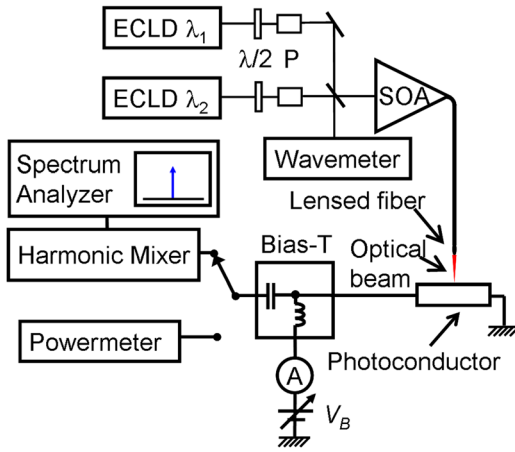 ECLD λ1
λ/2 P
ECLD λ2
SOA
Wavemeter
Spectrum
Analyzer
Lensed fiber
Harmonic Mixer
Bias-T
Optical
beam
Powermeter
Photoconductor
A
VB